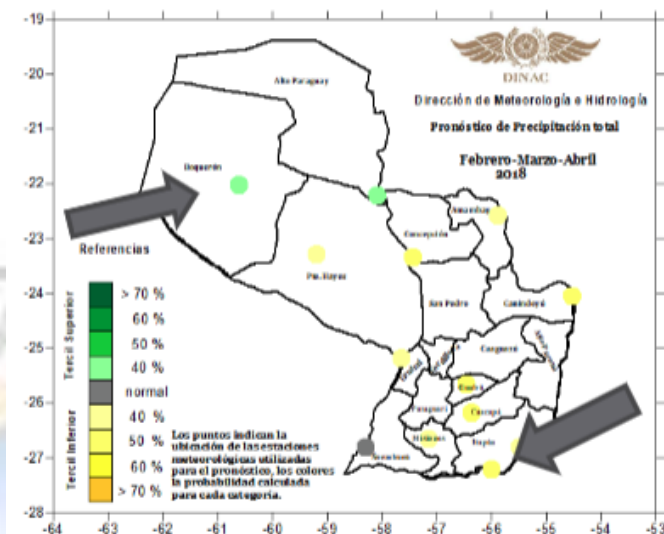 DINAC
Dirección de Meteorología e Hidrología
Pronóstico de Precipitación total
Febrero-Marzo-Abril
2018
-19
-20
-21
-22
-23
-24
-25
-26
-27
-28
Alto Paraguay
Boquerón
Pte. Hayes
Concepción
Amambay
San Pedro
Canindeyú
Caaguazú
Alto Paraná
Central
Guairá
Caazapá
Paraguarí
Misiones
Itapúa
Ñeembucú
Referencias
Tercil Superior
> 70 %
60 %
50 %
40 %
normal
Tercil Inferior
40 %
50 %
60 %
> 70 %
Los puntos indican la
ubicación de las estaciones
meteorológicas utilizadas
para el pronóstico, los colores
la probabilidad calculada
para cada categoría.
-64
-63
-62
-61
-60
-59
-58
-57
-56
-55
-54
-53